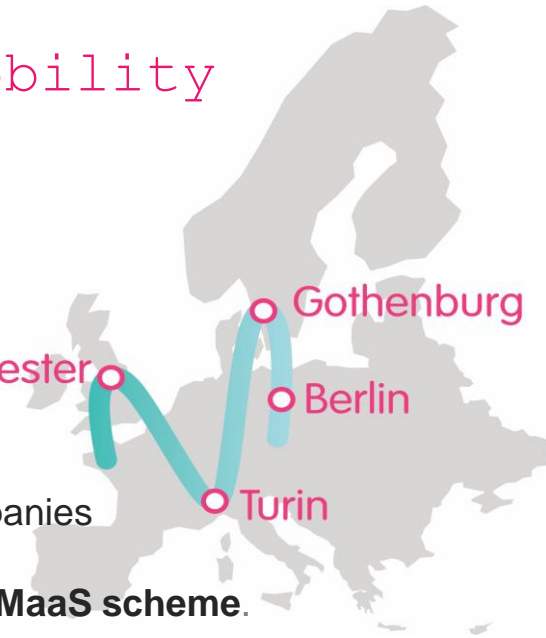 bility
Gothenburg
ester
Berlin
panies
Turin
MaaS scheme.